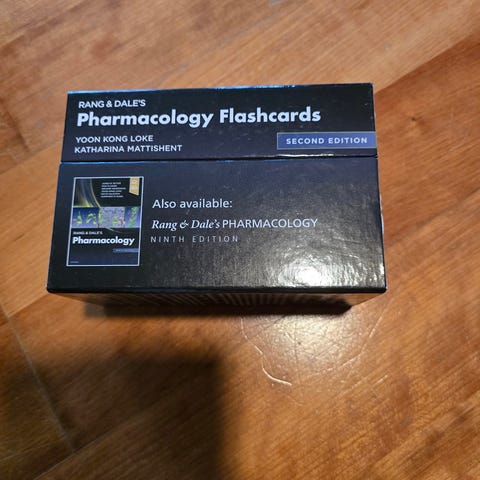 RANG & DALE'S
Pharmacology Flashcards
YOON KONG LOKE
KATHARINA MATTISHENT
SECOND EDITION
Also available:
Rang & Dale's PHARMACOLOGY
NINTH EDITION
RANG & DALE'S
Pharmacology